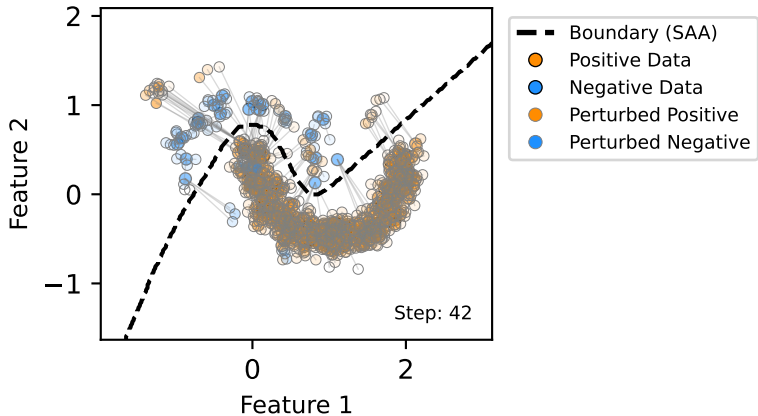 2
1
0
−1
Feature 2
0
2
Feature 1
Step: 42
Boundary (SAA)
Positive Data
Negative Data
Perturbed Positive
Perturbed Negative